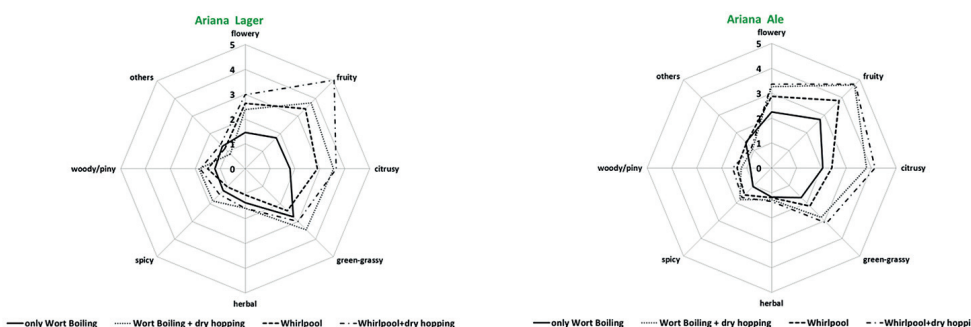 Ariana Lager
flowery
5
4
3
2
1
0
fruity
citrusy
green-grassy
herbal
spicy
woody/piny
others
only Wort Boiling
Wort Boiling + dry hopping
Whirlpool
Whirlpool+dry hopping
Ariana Ale
flowery
5
4
3
2
1
0
fruity
citrusy
green-grassy
herbal
spicy
woody/piny
others
only Wort Boiling
Wort Boiling + dry hopping
Whirlpool
Whirlpool+dry hoppi